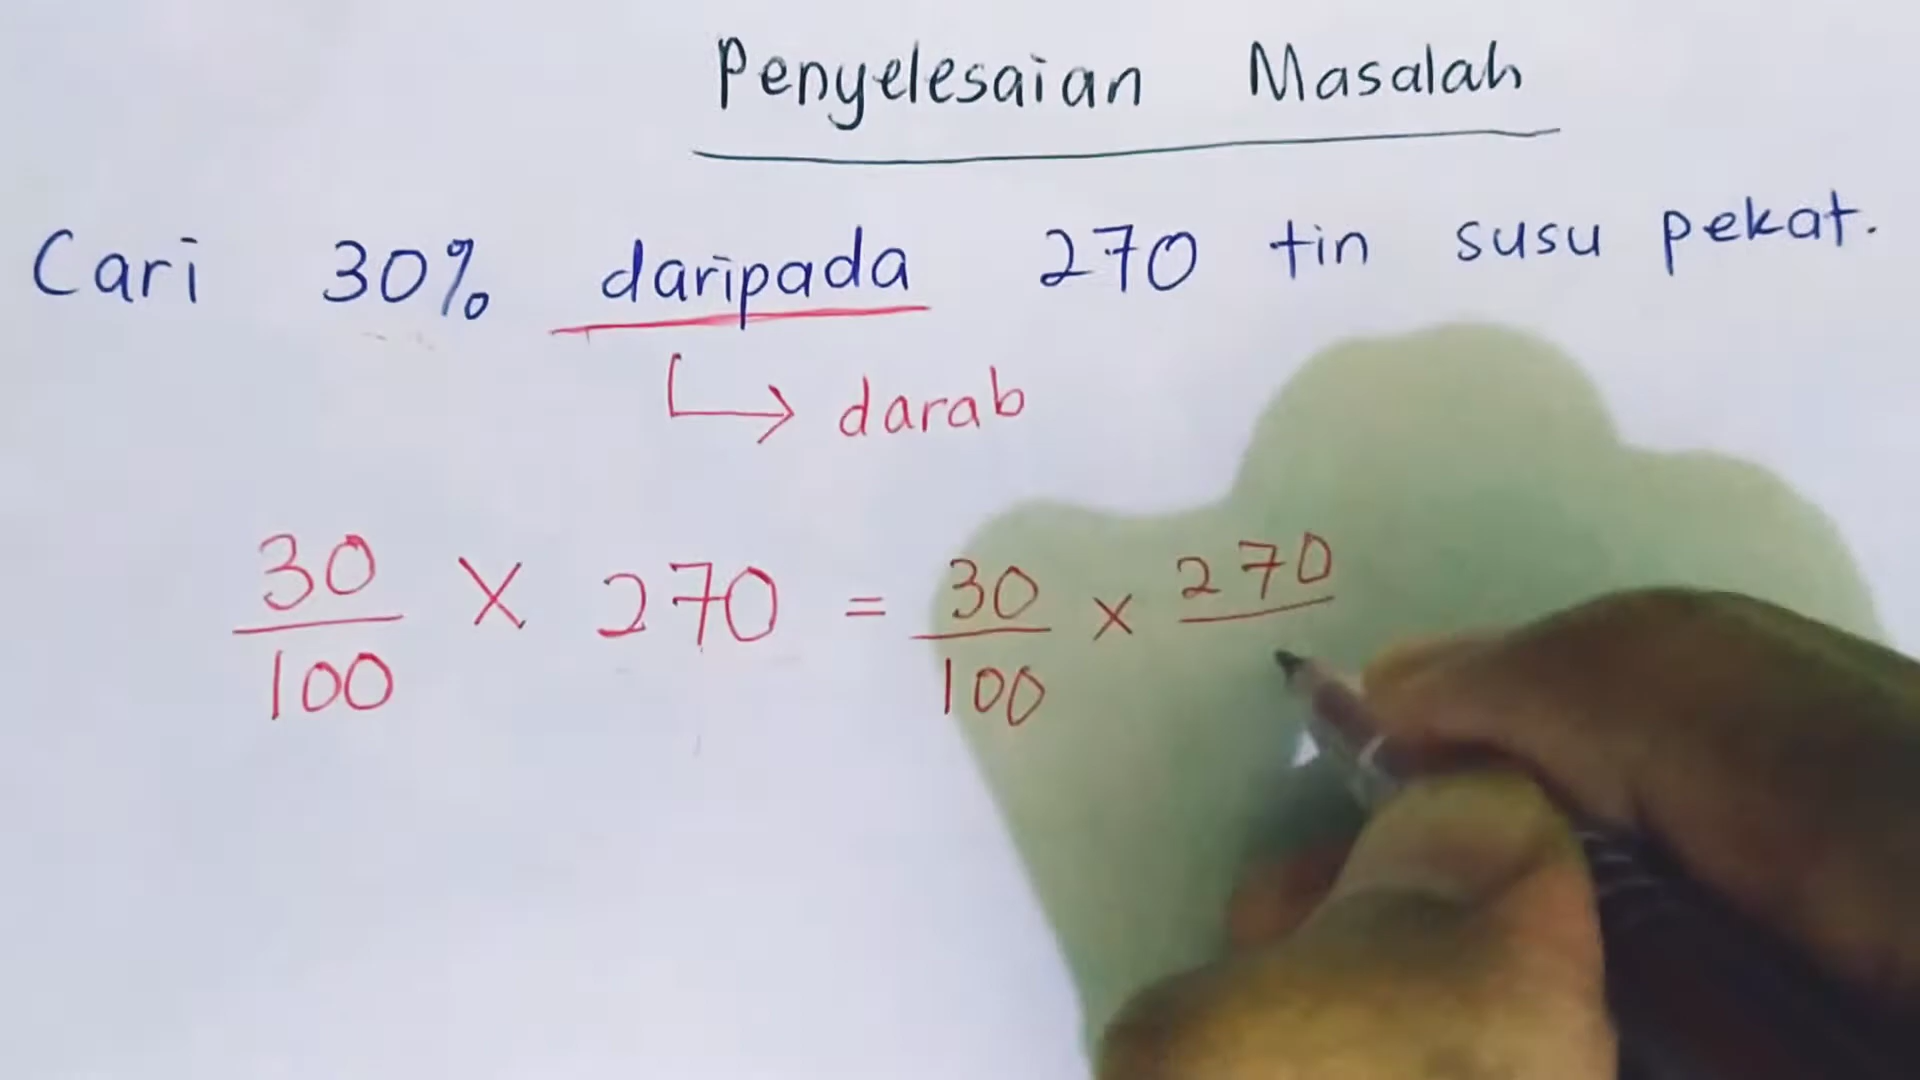 Penyelesaian Masalah
Cari 30% daripada 270 tin susu pekat.
darab
30/100 × 270 = 30/100 × 270/